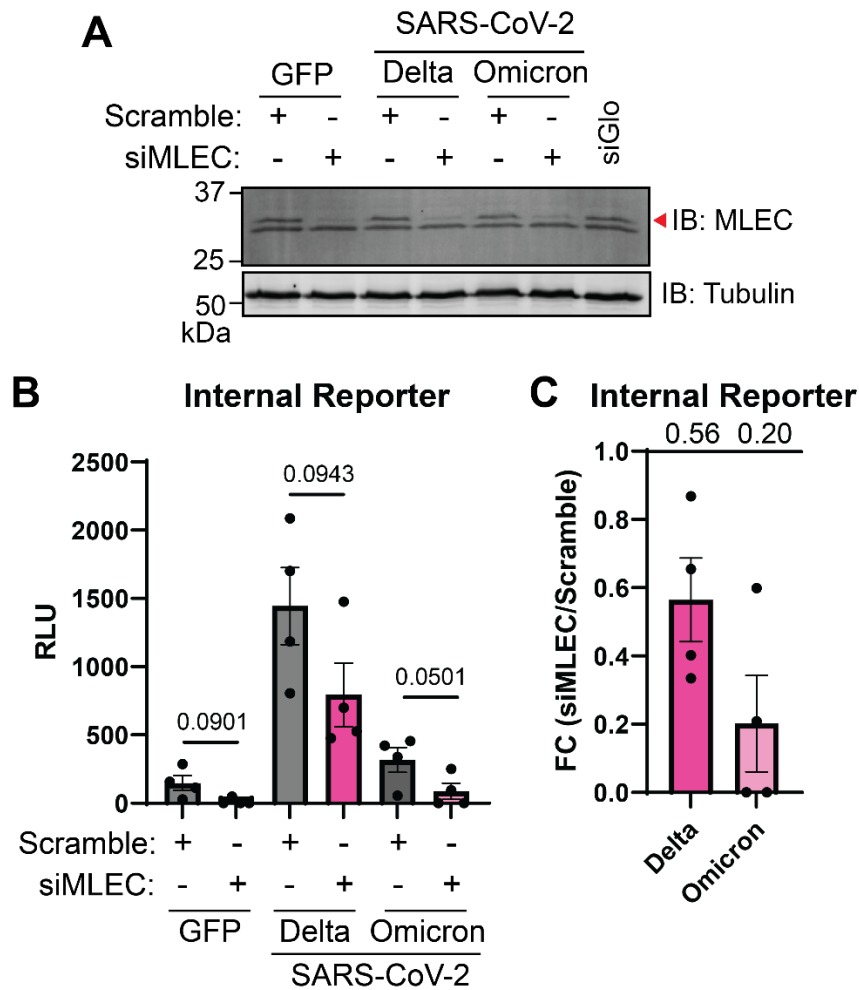 A
SARS-CoV-2
GFP Delta Omicron
Scramble: + - + - + - siGlo
siMLEC: - + - + - +
37
IB: MLEC
25
50
IB: Tubulin
kDa
B Internal Reporter
RLU
2500
2000
1500
1000
500
0
0.0901
0.0943
0.0501
Scramble: + - + - + -
siMLEC: - + - + - +
GFP Delta Omicron
SARS-CoV-2
C Internal Reporter
0.56 0.20
FC (siMLEC/Scramble)
1.0
0.8
0.6
0.4
0.2
0.0
Delta
Omicron